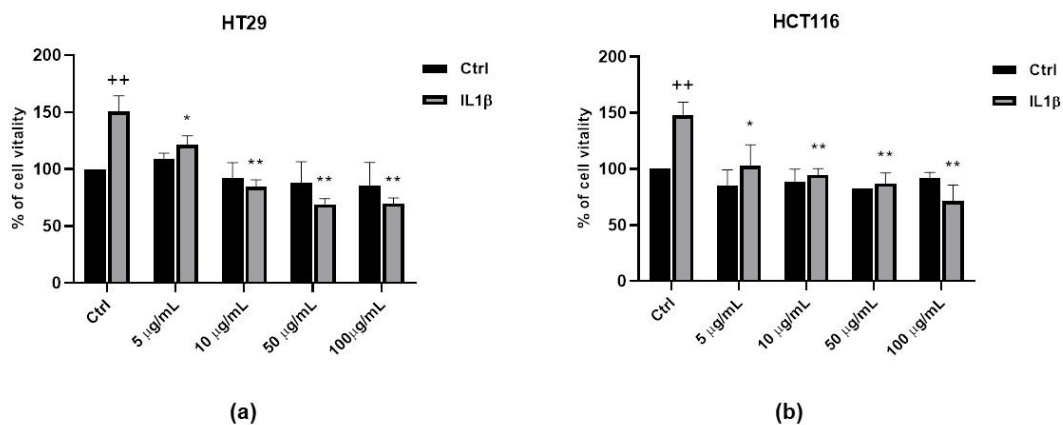 HT29
% of cell vitality
200
150
100
50
0
++
*
**
**
**
Ctrl
5 μg/mL
10 μg/mL
50 μg/mL
100μg/mL
Ctrl
IL1β
(a)
HCT116
% of cell vitality
200
150
100
50
0
++
*
**
**
**
Ctrl
5 μg/mL
10 μg/mL
50 μg/mL
100 μg/mL
Ctrl
IL1β
(b)